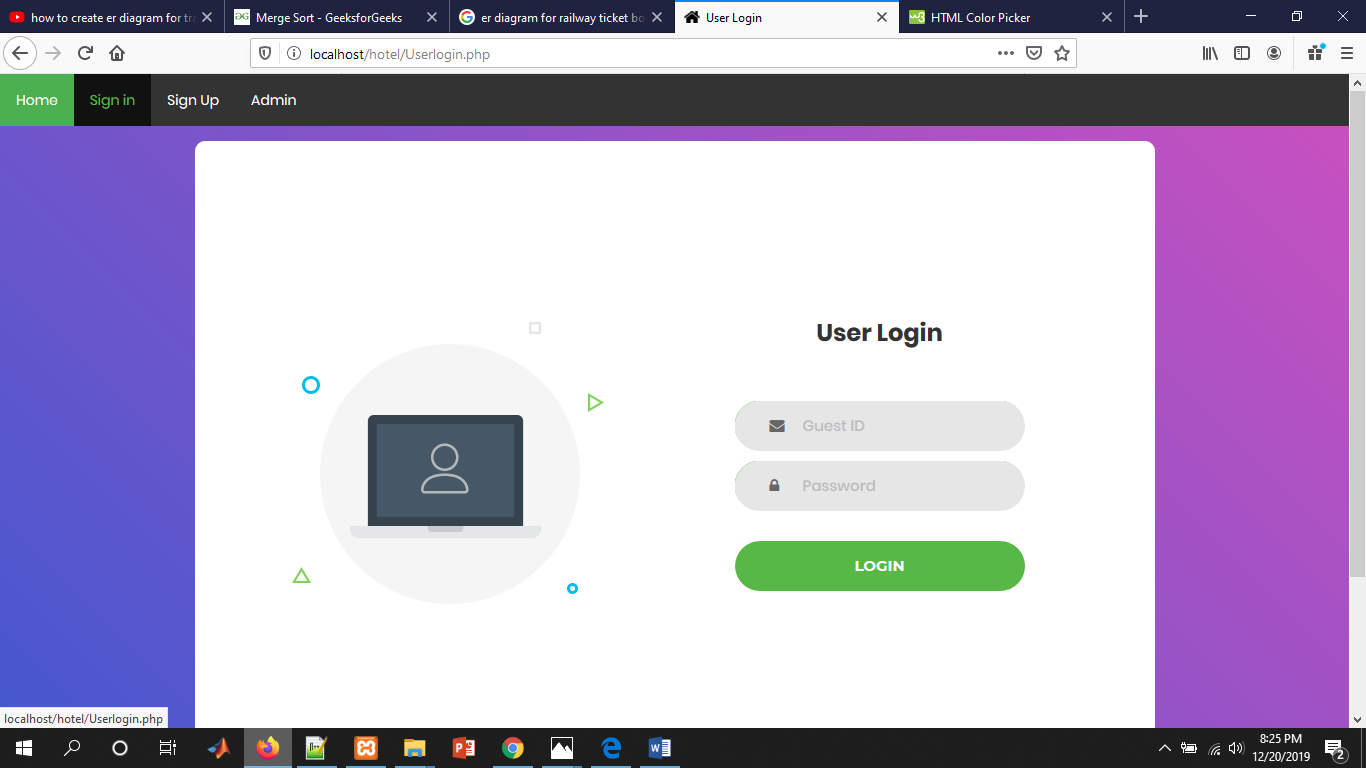 how to create er diagram for tra
Merge Sort - GeeksforGeeks
er diagram for railway ticket bo
User Login
HTML Color Picker
localhost/hotel/Userlogin.php
Home
Sign in
Sign Up
Admin
User Login
Guest ID
Password
LOGIN
localhost/hotel/Userlogin.php
8:25 PM
12/20/2019
2